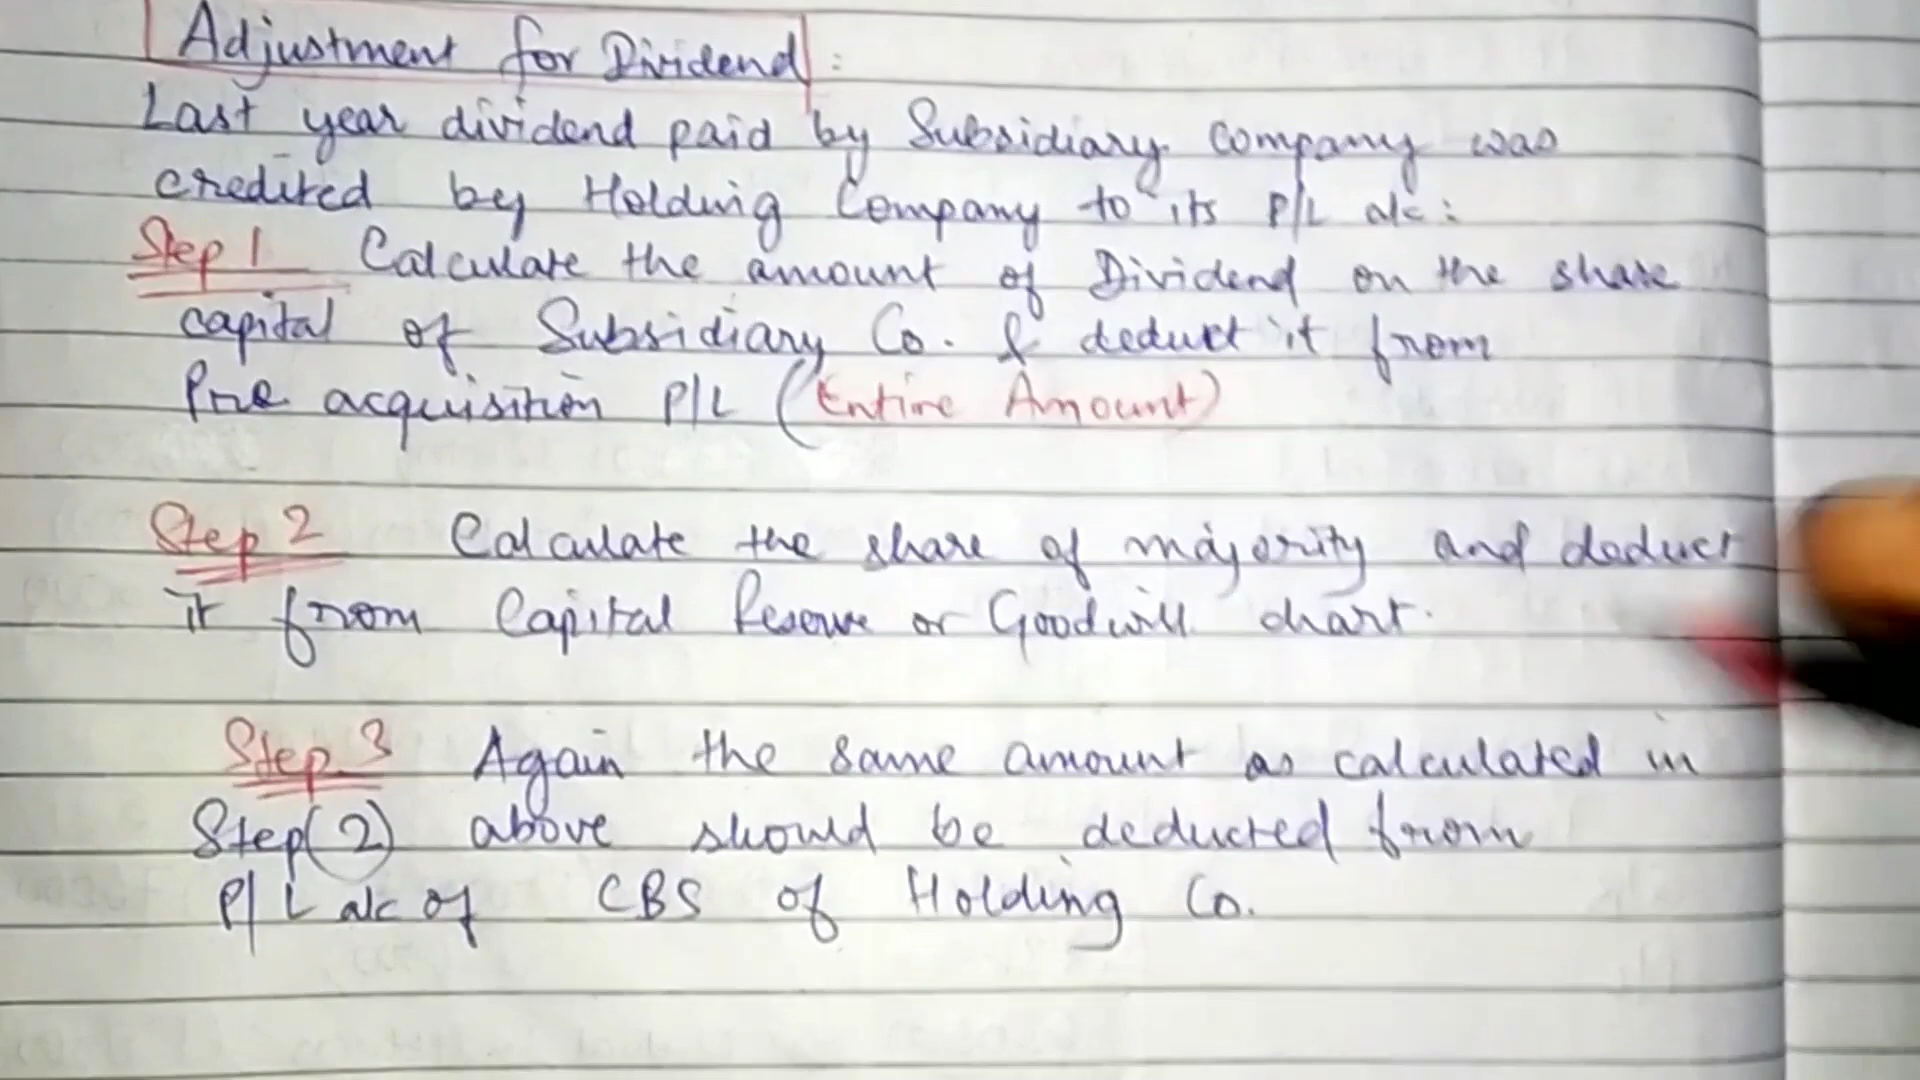 Adjustment for Dividend :
Last year dividend paid by Subsidiary Company was
credited by Holding Company to its P/L a/c :
Step 1 Calculate the amount of Dividend on the share
capital of Subsidiary Co. & deduct it from
Pre acquisition P/L (Entire Amount)
Step 2 Calculate the share of majority and deduct
it from Capital Reserve or Goodwill chart.
Step 3 Again the same amount as calculated in
Step (2) above should be deducted from
P/L a/c of CBS of Holding Co.